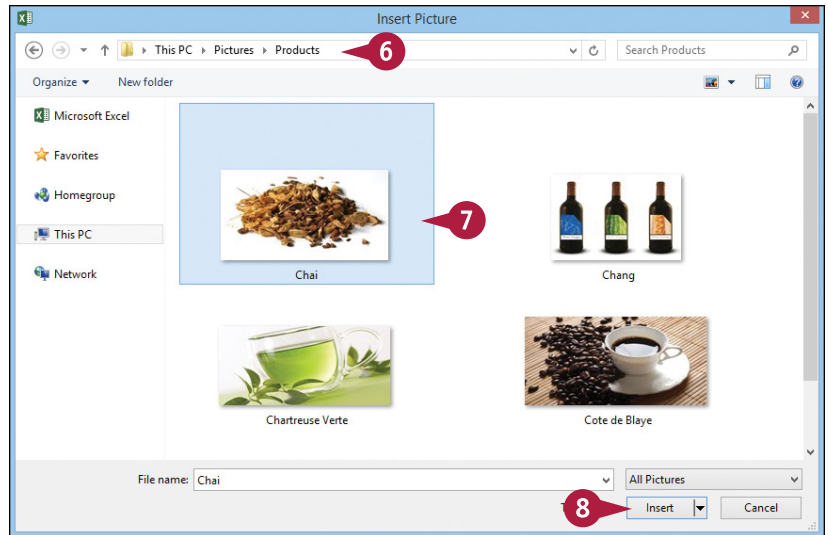 Insert Picture
This PC Pictures Products 6 Search Products
Organize New folder
Microsoft Excel
Favorites
Homegroup
This PC
Network
7
Chai Chang
Chartreuse Verte Cote de Blaye
File name: Chai All Pictures
8 Insert Cancel